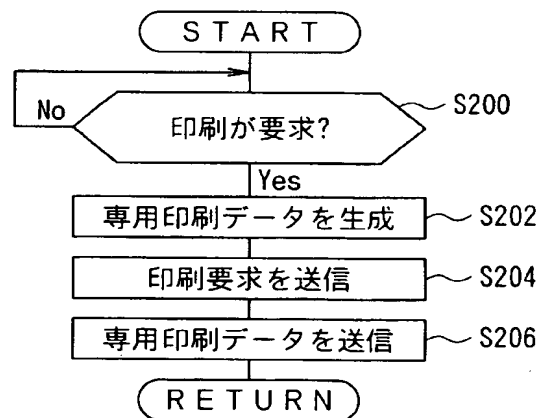 START
No
印刷が要求?
S200
Yes
専用印刷データを生成
S202
印刷要求を送信
S204
専用印刷データを送信
S206
RETURN